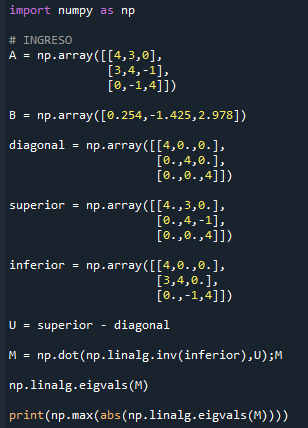 import numpy as np
# INGRESO
A = np.array([[4,3,0],
[3,4,-1],
[0,-1,4]])
B = np.array([0.254,-1.425,2.978])
diagonal = np.array([[4,0.,0.],
[0.,4,0.],
[0.,0.,4]])
superior = np.array([[4.,3,0.],
[0.,4,-1],
[0.,0.,4]])
inferior = np.array([[4,0.,0.],
[3,4,0.],
[0.,-1,4]])
U = superior - diagonal
M = np.dot(np.linalg.inv(inferior),U);M
np.linalg.eigvals(M)
print(np.max(abs(np.linalg.eigvals(M))))